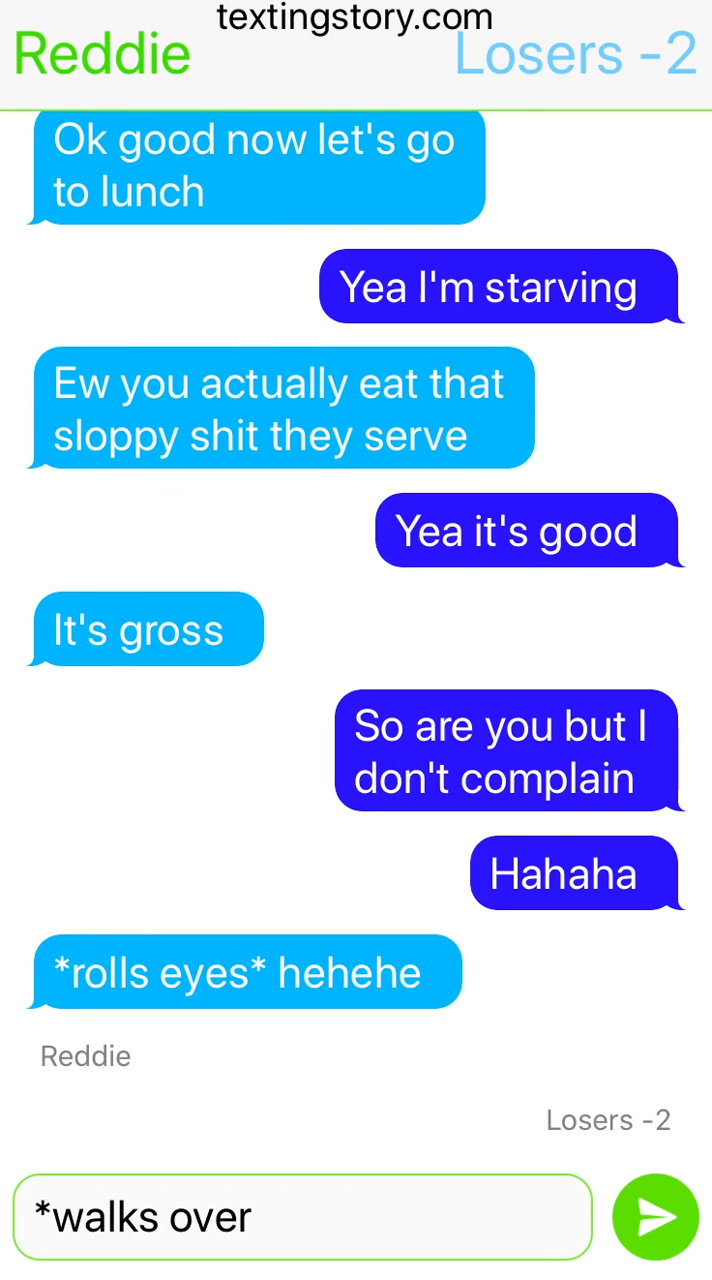 textingstory.com
Reddie
Losers -2
Ok good now let's go
to lunch
Yea I'm starving
Ew you actually eat that
sloppy shit they serve
Yea it's good
It's gross
So are you but I
don't complain
Hahaha
*rolls eyes* hehehe
Reddie
Losers -2
*walks over